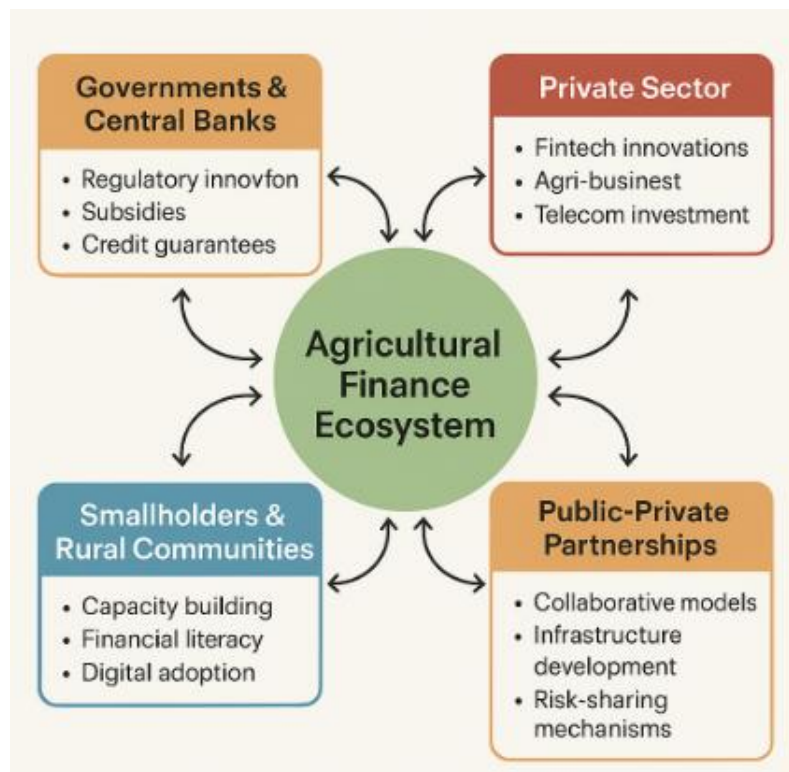 Governments &
Central Banks
• Regulatory innovfon
• Subsidies
• Credit guarantees
Private Sector
• Fintech innovations
• Agri-businest
• Telecom investment
Agricultural
Finance
Ecosystem
Smallholders &
Rural Communities
• Capacity building
• Financial literacy
• Digital adoption
Public-Private
Partnerships
• Collaborative models
• Infrastructure
development
• Risk-sharing
mechanisms